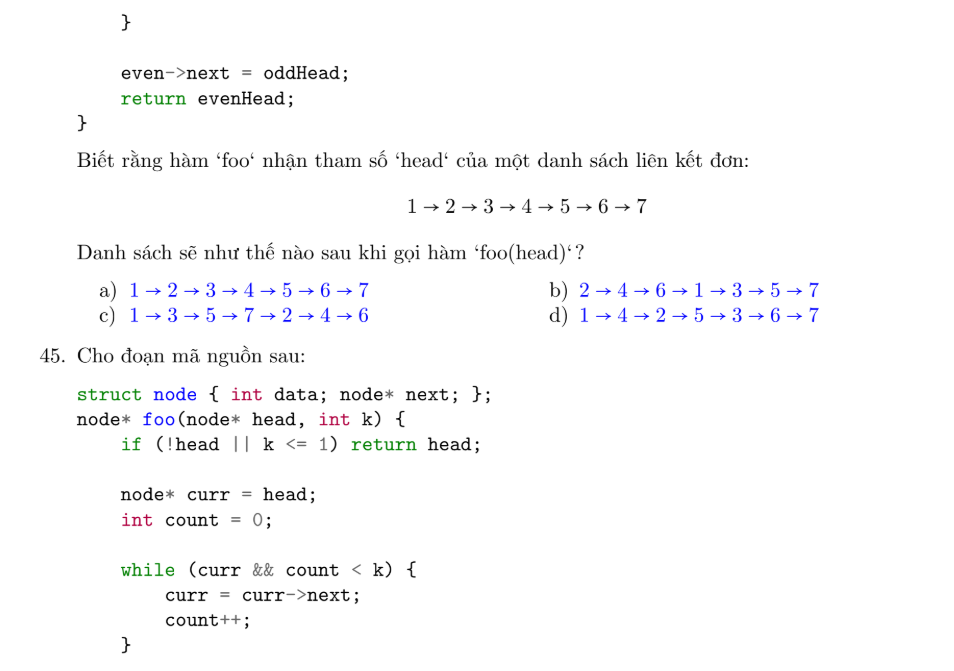 }
even->next = oddHead;
return evenHead;
}
Biết rằng hàm ‘foo‘ nhận tham số ‘head‘ của một danh sách liên kết đơn:
1 → 2 → 3 → 4 → 5 → 6 → 7
Danh sách sẽ như thế nào sau khi gọi hàm ‘foo(head)‘?
a) 1 → 2 → 3 → 4 → 5 → 6 → 7 b) 2 → 4 → 6 → 1 → 3 → 5 → 7
c) 1 → 3 → 5 → 7 → 2 → 4 → 6 d) 1 → 4 → 2 → 5 → 3 → 6 → 7
45. Cho đoạn mã nguồn sau:
struct node { int data; node* next; };
node* foo(node* head, int k) {
if (!head || k <= 1) return head;
node* curr = head;
int count = 0;
while (curr && count < k) {
curr = curr->next;
count++;
}